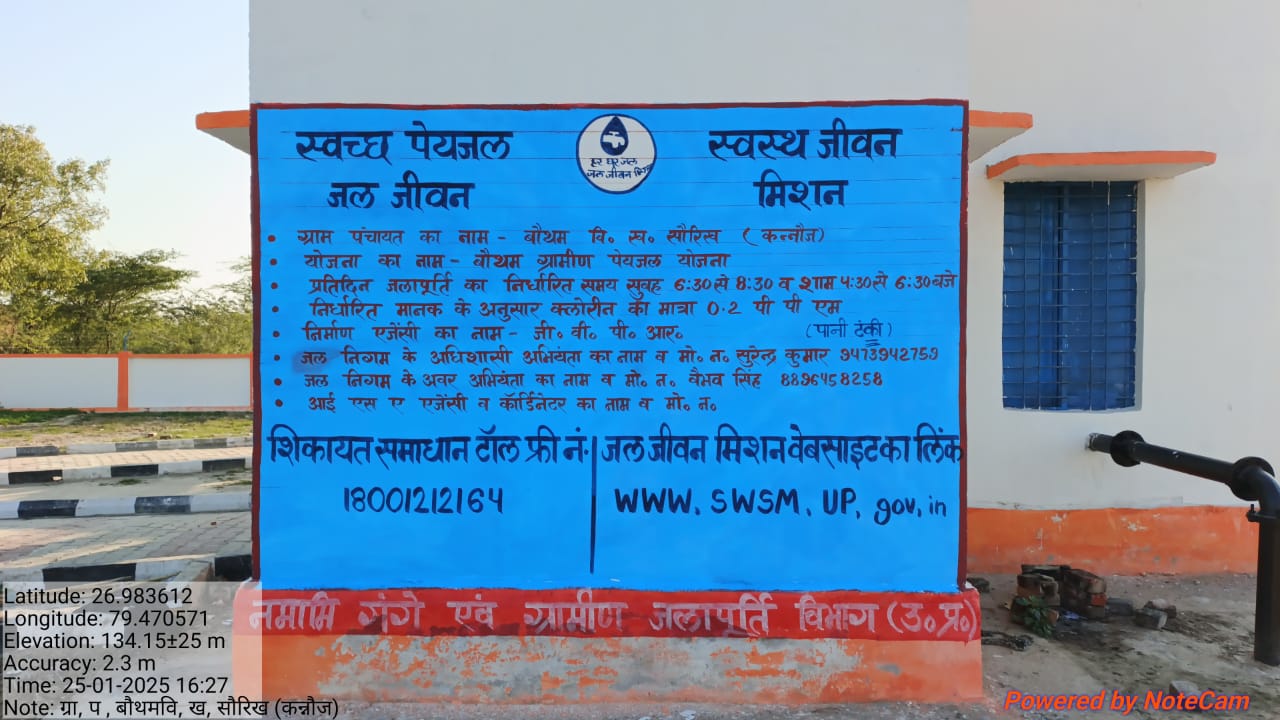 स्वच्छ पेयजल
स्वस्थ जीवन
हर घर जल
जल जीवन मिशन
जल जीवन
मिशन
• ग्राम पंचायत का नाम - बौथम वि० ख० सौरिख ( कन्नौज)
• योजना का नाम - बौथम ग्रामीण पेयजल योजना
• प्रतिदिन जलापूर्ति का निर्धारित समय सुबह 6:30 से 8:30 व शाम 4:30 से 6:30 बजे
• निर्धारित मानक के अनुसार क्लोरीन की मात्रा 0.2 पी पी एम
• निर्माण एजेंसी का नाम - जी० वी० पी० आर० (पानी टंकी)
• जल निगम के अधिशासी अभियंता का नाम व मो० न० सुरेन्द्र कुमार 9473942759
• जल निगम के अवर अभियंता का नाम व मो० न० वैभव सिंह 8896458258
• आई एस ए एजेंसी व कॉर्डिनेटर का नाम व मो० न०
शिकायत समाधान टॉल फ्री नं.
18001212164
जल जीवन मिशन वेबसाइट का लिंक
WWW. SWSM. UP. gov. in
नमामि गंगे एवं ग्रामीण जलापूर्ति विभाग (उ०प्र०)
Latitude: 26.983612
Longitude: 79.470571
Elevation: 134.15±25 m
Accuracy: 2.3 m
Time: 25-01-2025 16:27
Note: ग्रा, प , बौथमवि, ख, सौरिख (कन्नौज)
Powered by NoteCam